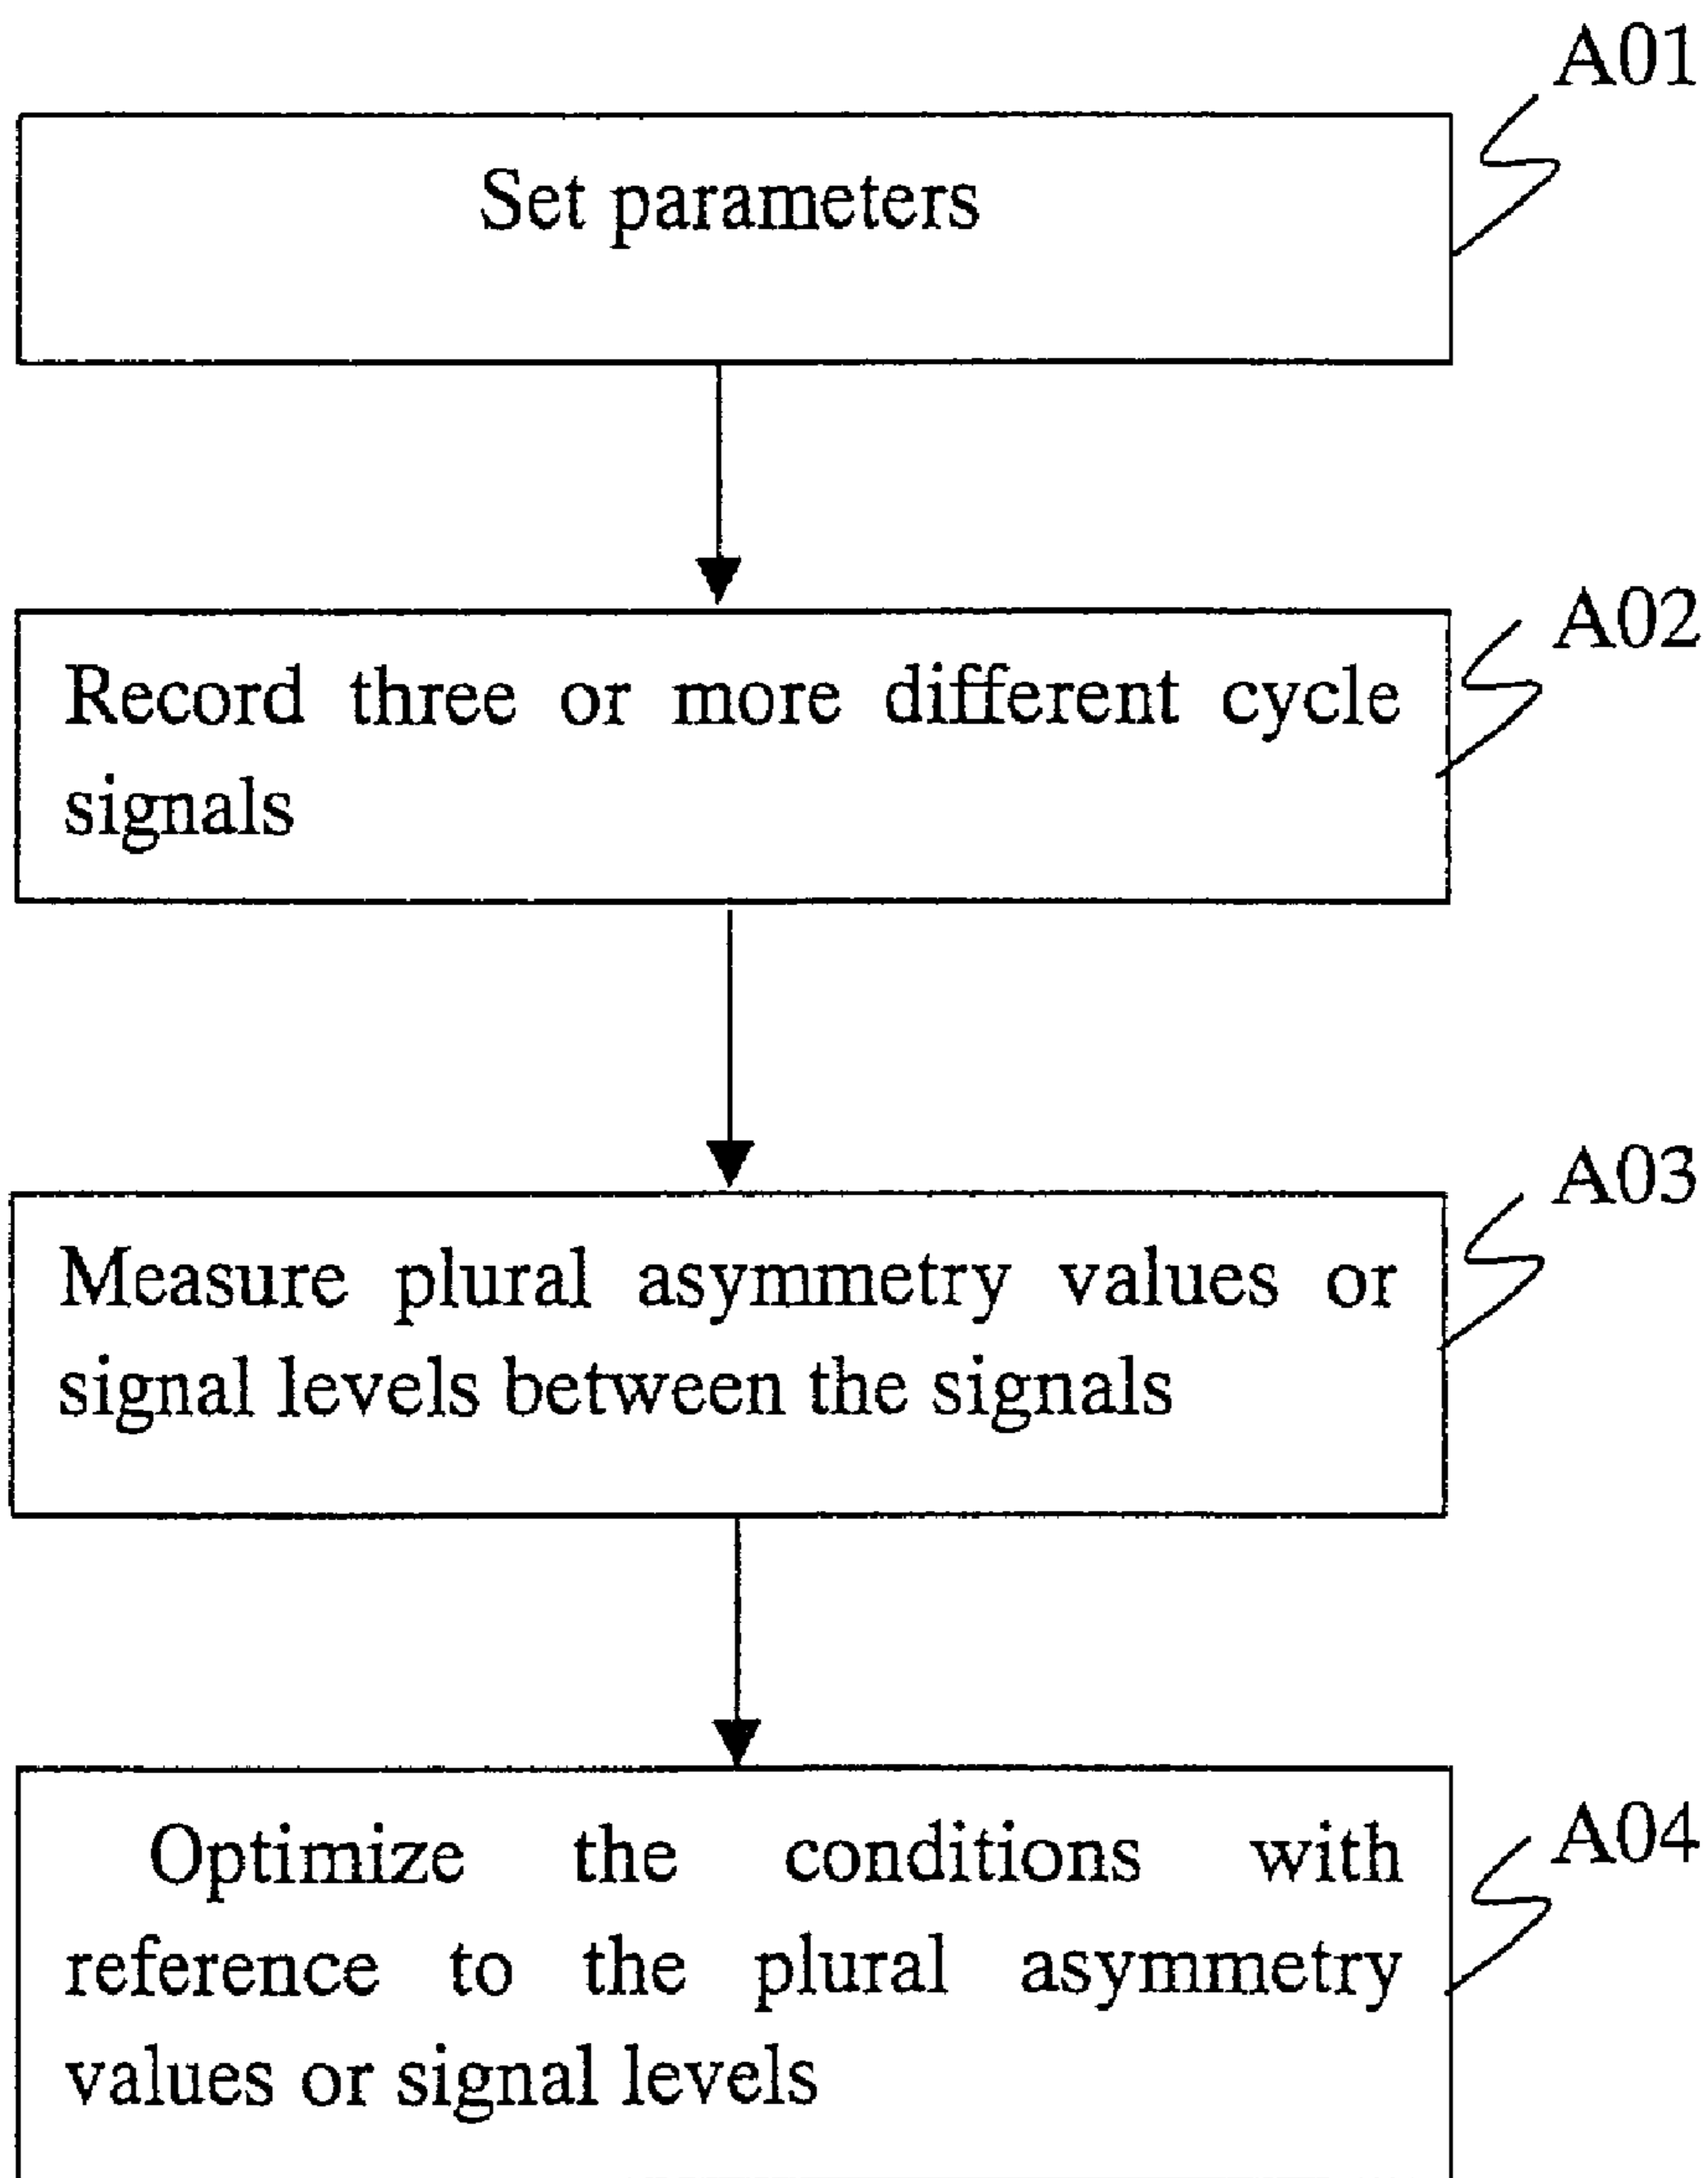 A01
Set parameters
A02
Record three or more different cycle
signals
A03
Measure plural asymmetry values or
signal levels between the signals
A04
Optimize the conditions with
reference to the plural asymmetry
values or signal levels